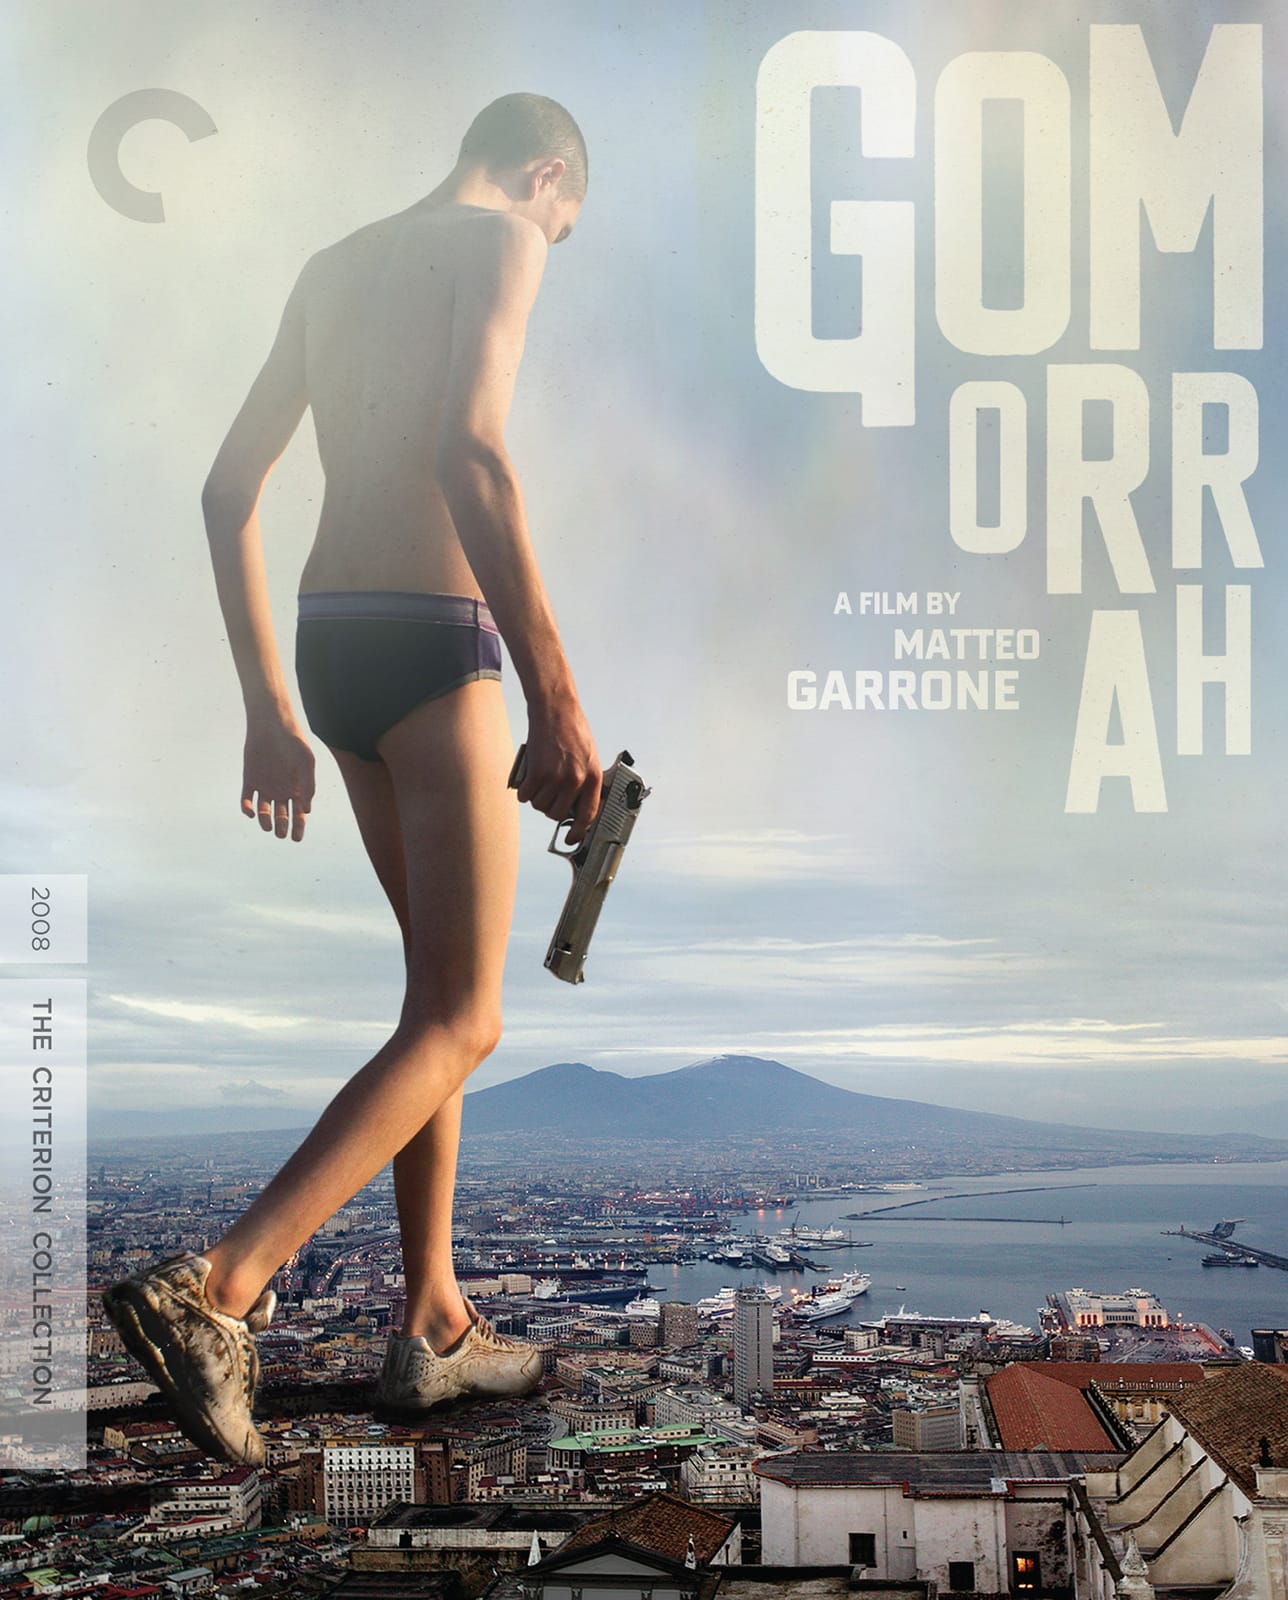 GOM
ORR
AH
A FILM BY
MATTEO
GARRONE
2008
THE CRITERION COLLECTION